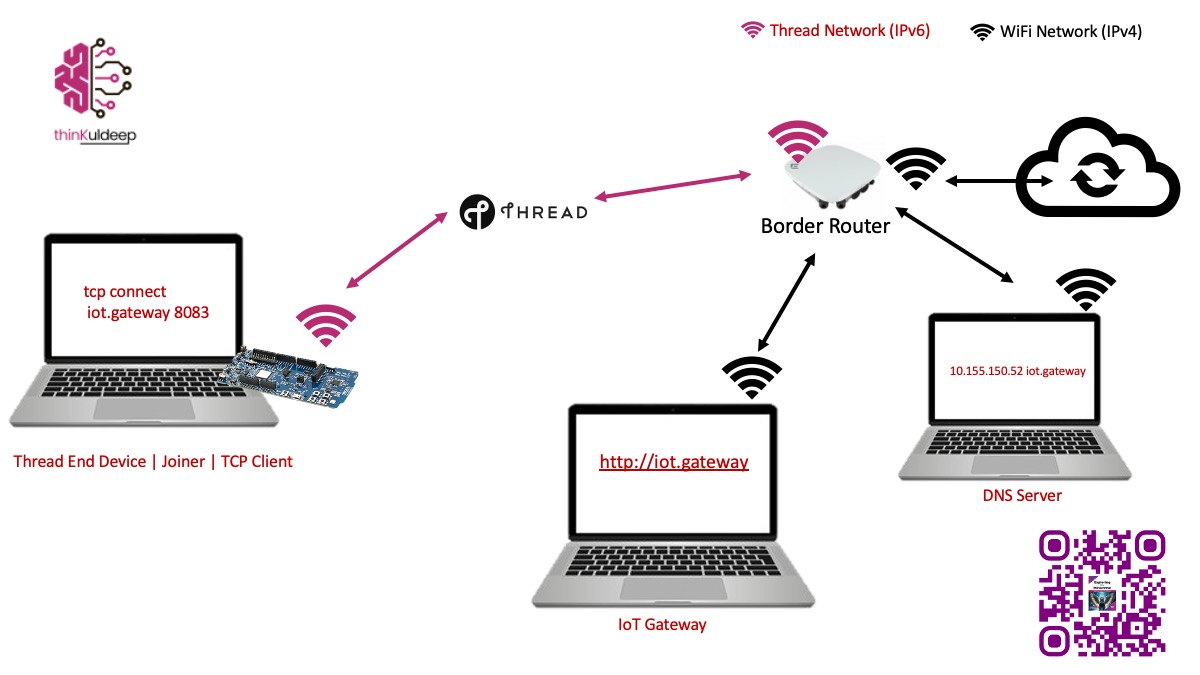 Thread Network (IPv6)
WiFi Network (IPv4)
thinKuldeep
THREAD
Border Router
tcp connect
iot.gateway 8083
10.155.150.52 iot.gateway
http://iot.gateway
Thread End Device | Joiner | TCP Client
DNS Server
IoT Gateway